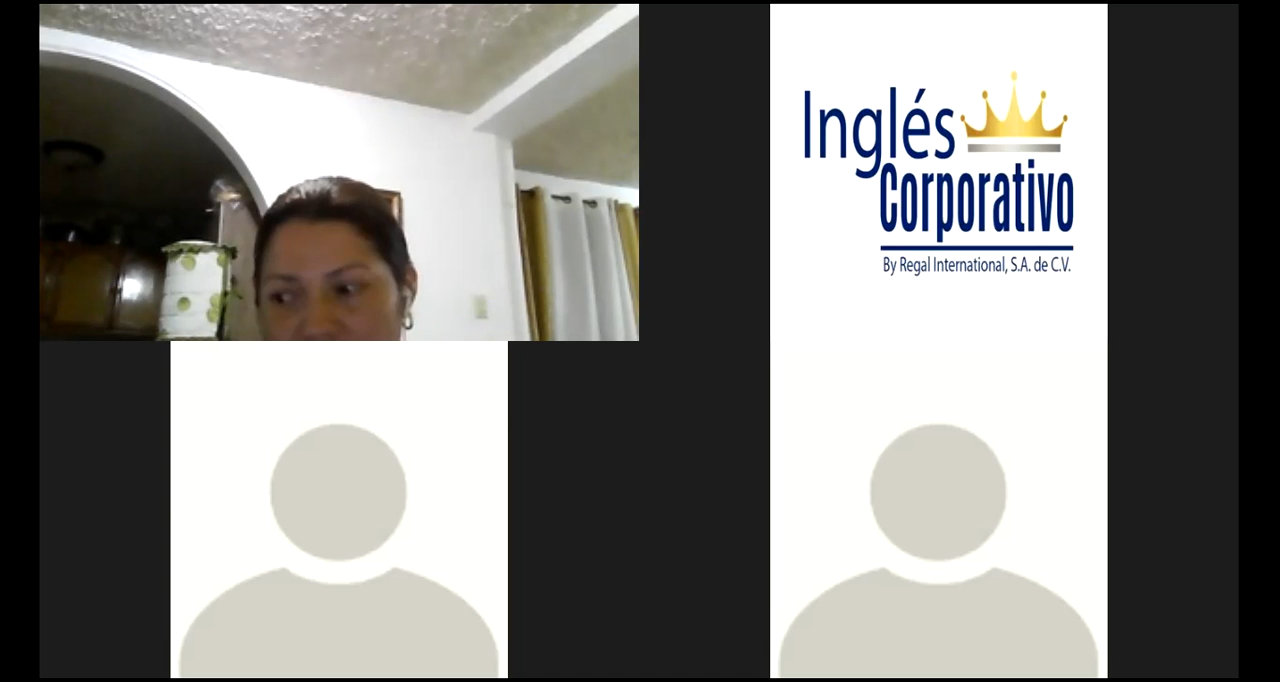 Inglés
Corporativo
By Regal International, S.A. de C.V.